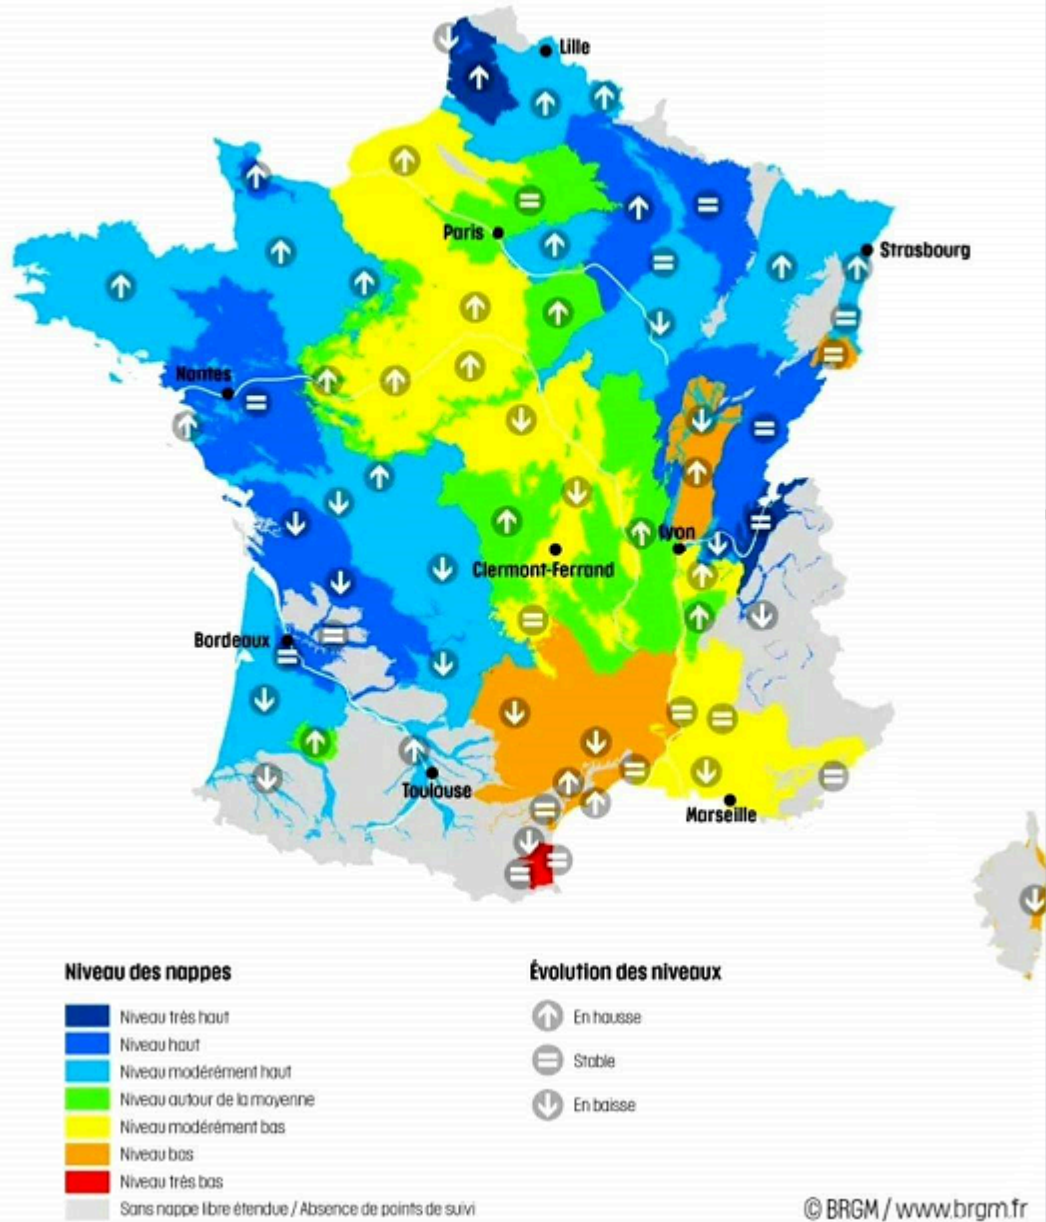 Lille
Paris
Strasbourg
Nantes
Lyon
Clermont-Ferrand
Bordeaux
Toulouse
Marseille
Niveau des nappes
Niveau très haut
Niveau haut
Niveau modérément haut
Niveau autour de la moyenne
Niveau modérément bas
Niveau bas
Niveau très bas
Sans nappe libre étendue / Absence de points de suivi
Évolution des niveaux
En hausse
Stable
En baisse
© BRGM / www.brgm.fr